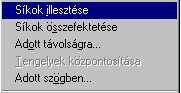 Síkok illesztése
Síkok összefektetése
Adott távolságra...
Tengelyek központosítása
Adott szögben...